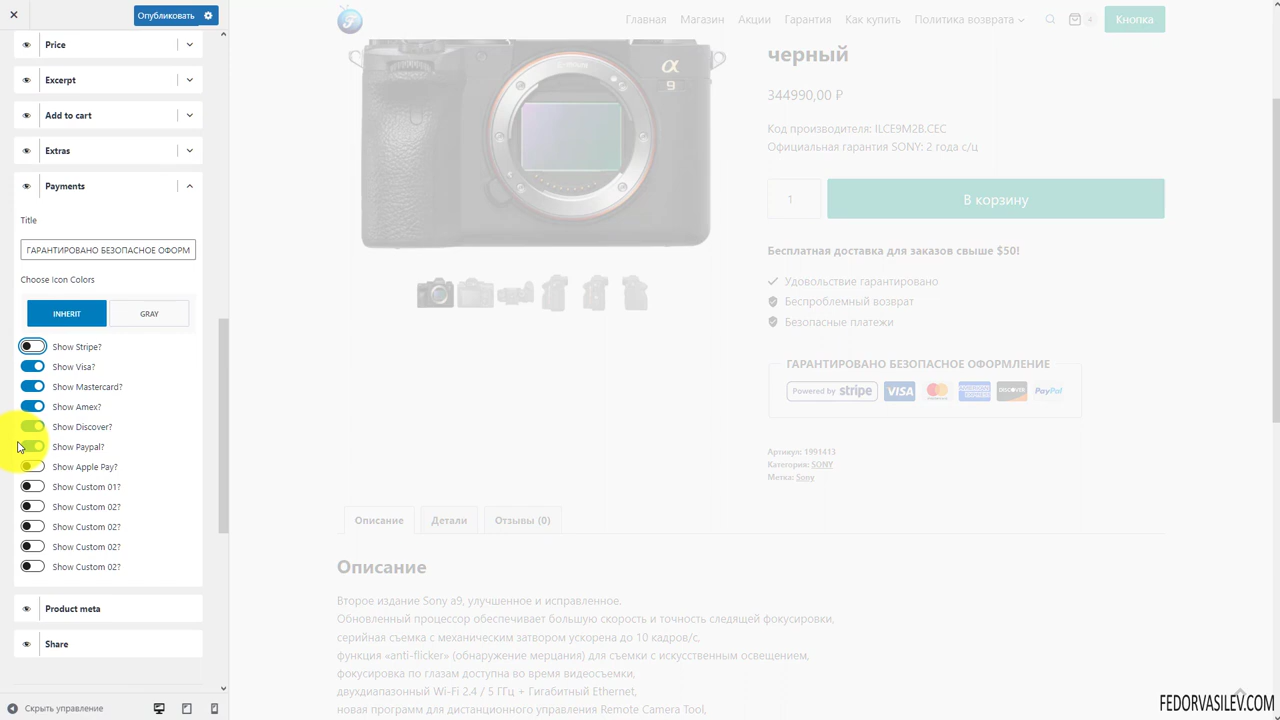 Опубликовать
Price
Excerpt
Add to cart
Extras
Payments
Title
ГАРАНТИРОВАНО БЕЗОПАСНОЕ ОФОРМ
Choose Icon Colors
INHERIT
GRAY
Show Stripe?
Show Visa?
Show Mastercard?
Show Amex?
Show Discover?
Show Paypal?
Show Apple Pay?
Show Custom 01?
Show Custom 02?
Show Custom 02?
Show Custom 02?
Show Custom 02?
Product meta
Share
Скрыть управление
Главная Магазин Акции Гарантия Как купить Политика возврата 4 Кнопка
черный
344990,00 ₽
Код производителя: ILCE9M2B.CEC
Официальная гарантия SONY: 2 года с/ц
1 В корзину
Бесплатная доставка для заказов свыше $50!
Удовольствие гарантировано
Беспроблемный возврат
Безопасные платежи
ГАРАНТИРОВАНО БЕЗОПАСНОЕ ОФОРМЛЕНИЕ
Powered by stripe VISA mastercard DISCOVER PayPal
Артикул: 1991413
Категория: SONY
Метка: Sony
α
9
Описание Детали Отзывы (0)
Описание
Второе издание Sony a9, улучшенное и исправленное.
Обновленный процессор обеспечивает большую скорость и точность следящей фокусировки,
серийная съемка с механическим затвором ускорена до 10 кадров/с,
функция «anti-flicker» (обнаружение мерцания) для съемки с искусственным освещением,
фокусировка по глазам доступна во время видеосъемки,
двухдиапазонный Wi-Fi 2.4 / 5 ГГц + Гигабитный Ethernet,
новая программ для дистанционного управления Remote Camera Tool,
FEDORVASILEV.COM